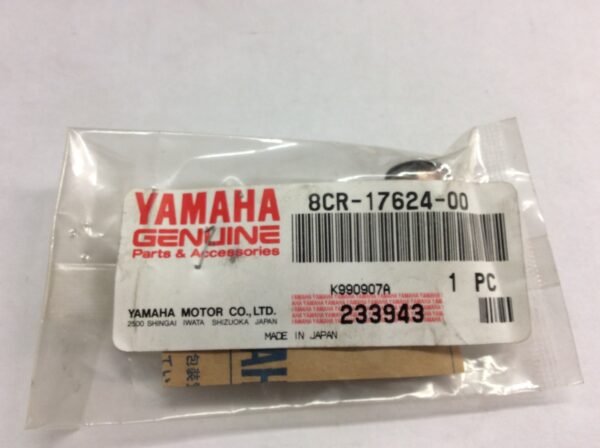 YAMAHA
GENUINE
Parts & Accessories
8CR-17624-00
K990907A
1 PC
YAMAHA MOTOR CO., LTD.
2500 SHINGAI IWATA SHIZUOKA JAPAN
233943
MADE IN JAPAN